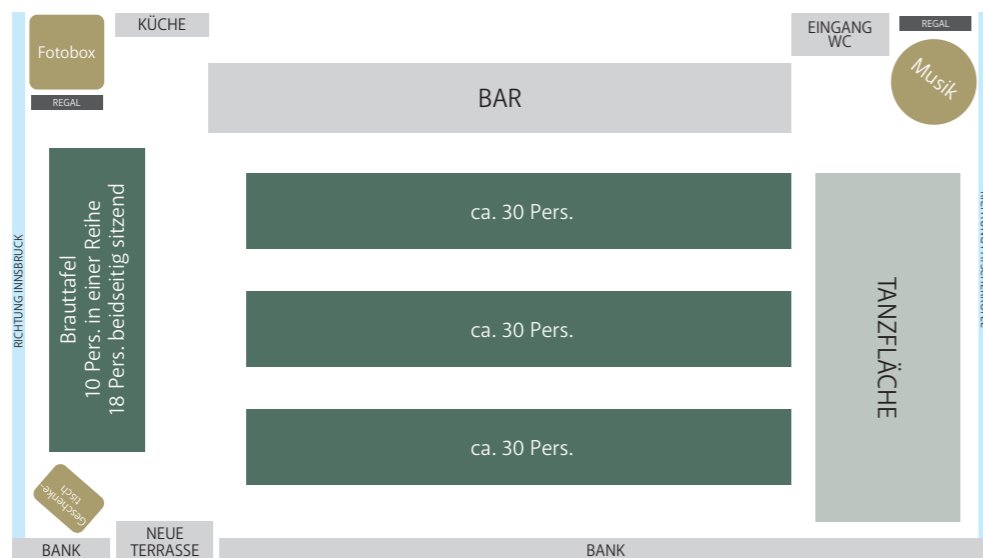 KÜCHE
EINGANG
WC
REGAL
Fotobox
Musik
REGAL
BAR
RICHTUNG INNSBRUCK
Brauttafel
10 Pers. in einer Reihe
18 Pers. beidseitig sitzend
ca. 30 Pers.
ca. 30 Pers.
ca. 30 Pers.
TANZFLÄCHE
Geschenke-
tisch
BANK
NEUE
TERRASSE
BANK